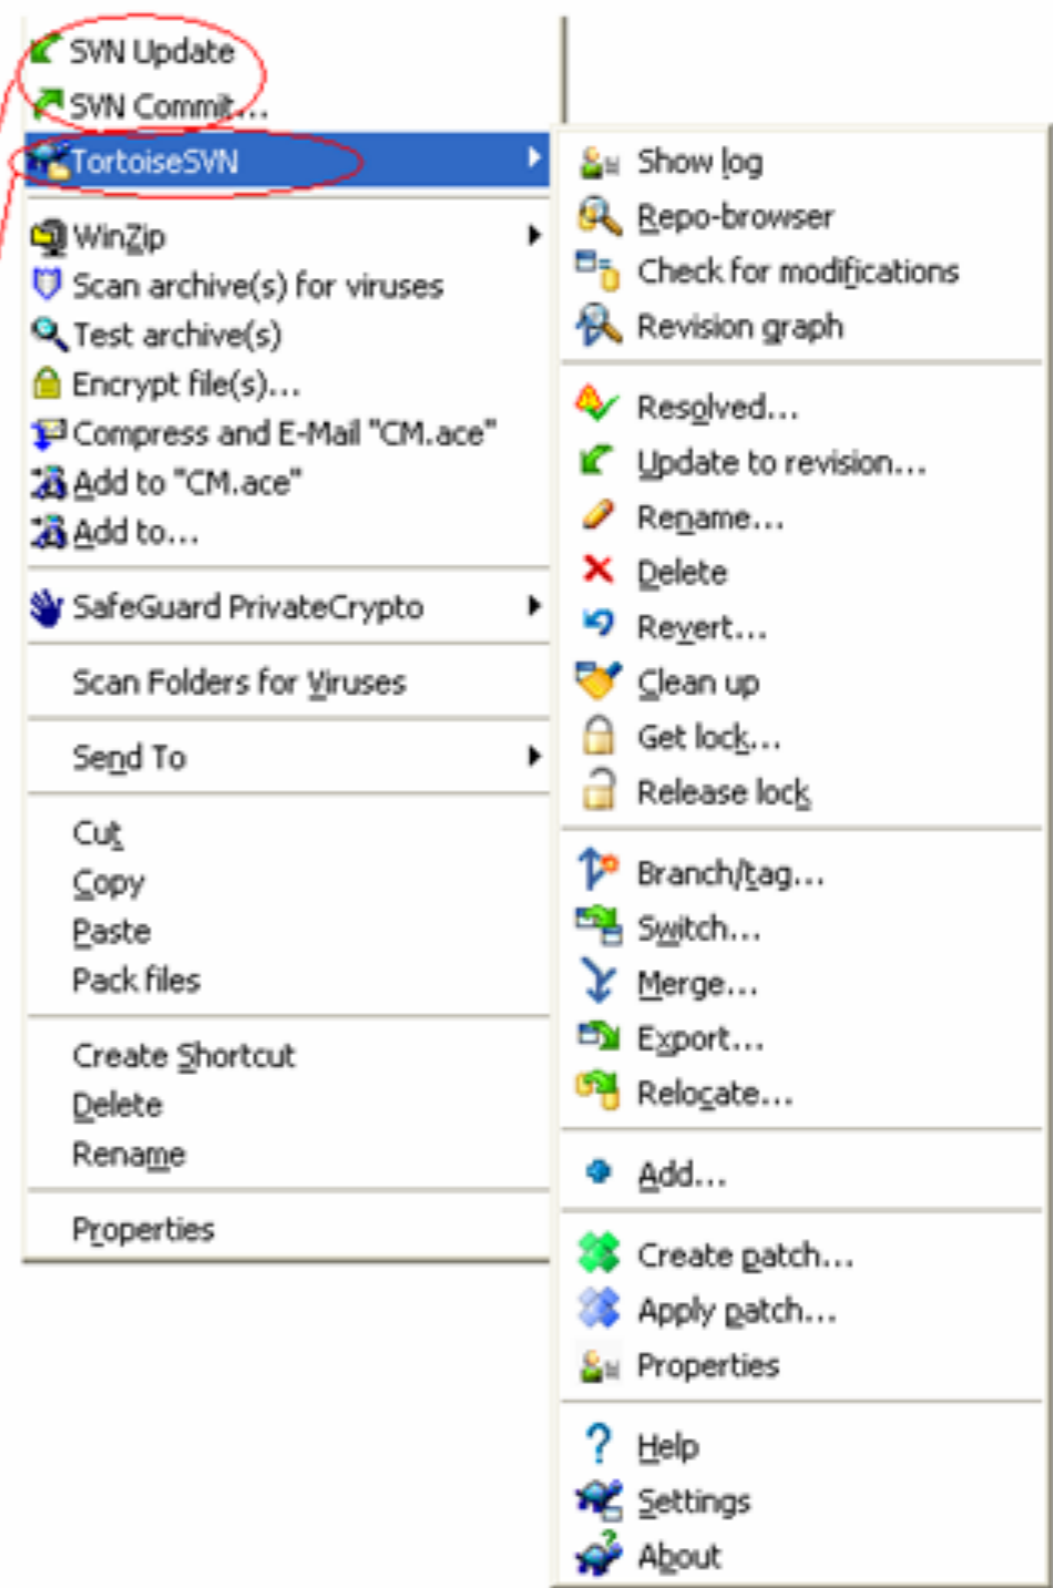 SVN Update
SVN Commit...
TortoiseSVN
WinZip
Scan archive(s) for viruses
Test archive(s)
Encrypt file(s)...
Compress and E-Mail "CM.ace"
Add to "CM.ace"
Add to...
SafeGuard PrivateCrypto
Scan Folders for Viruses
Send To
Cut
Copy
Paste
Pack files
Create Shortcut
Delete
Rename
Properties
Show log
Repo-browser
Check for modifications
Revision graph
Resolved...
Update to revision...
Rename...
Delete
Revert...
Clean up
Get lock...
Release lock
Branch/tag...
Switch...
Merge...
Export...
Relocate...
Add...
Create patch...
Apply patch...
Properties
Help
Settings
About